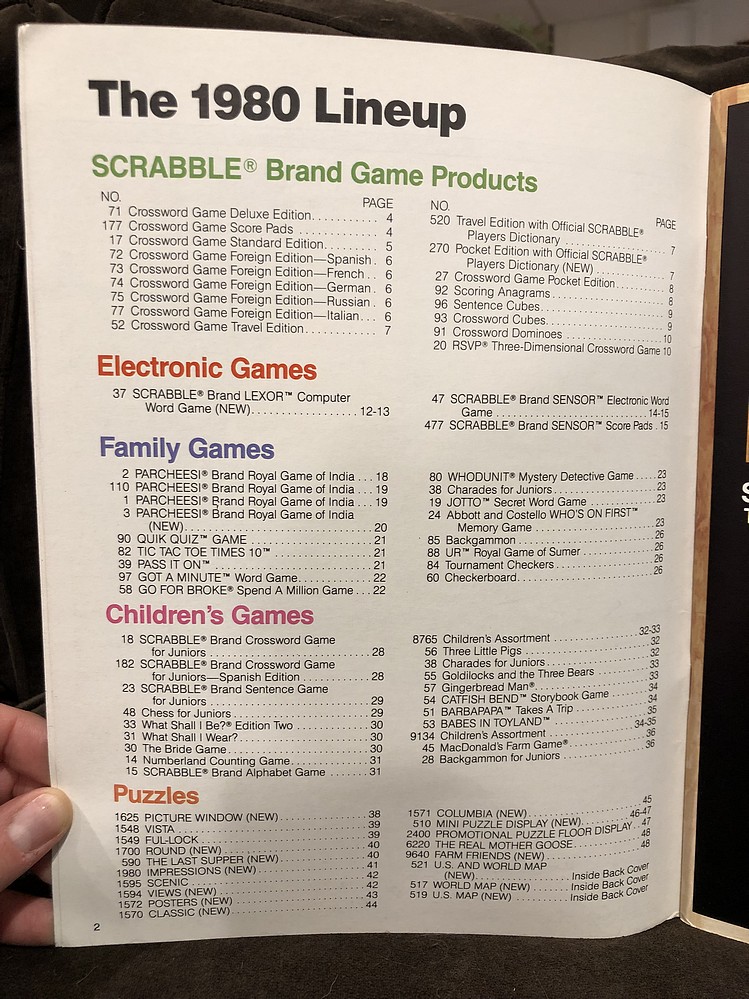 The 1980 Lineup
SCRABBLE® Brand Game Products
NO. PAGE
71 Crossword Game Deluxe Edition.......... 4
177 Crossword Game Score Pads ............ 4
17 Crossword Game Standard Edition......... 5
72 Crossword Game Foreign Edition—Spanish. 6
73 Crossword Game Foreign Edition—French.. 6
74 Crossword Game Foreign Edition—German. 6
75 Crossword Game Foreign Edition—Russian. 6
77 Crossword Game Foreign Edition—Italian... 6
52 Crossword Game Travel Edition............ 7
NO. PAGE
520 Travel Edition with Official SCRABBLE®
Players Dictionary ................ 7
270 Pocket Edition with Official SCRABBLE®
Players Dictionary (NEW) ........... 7
27 Crossword Game Pocket Edition........ 8
92 Scoring Anagrams.................. 8
96 Sentence Cubes.................... 9
93 Crossword Cubes................... 9
91 Crossword Dominoes ............... 10
20 RSVP® Three-Dimensional Crossword Game 10
Electronic Games
37 SCRABBLE® Brand LEXOR™ Computer
Word Game (NEW)................ 12-13
47 SCRABBLE® Brand SENSOR™ Electronic Word
Game ........................ 14-15
477 SCRABBLE® Brand SENSOR™ Score Pads . 15
Family Games
2 PARCHEESI® Brand Royal Game of India ... 18
110 PARCHEESI® Brand Royal Game of India ... 19
1 PARCHEESI® Brand Royal Game of India ... 19
3 PARCHEESI® Brand Royal Game of India
(NEW)............................ 20
90 QUIK QUIZ™ GAME ................... 21
82 TIC TAC TOE TIMES 10™ ............... 21
39 PASS IT ON™ ........................ 21
97 GOT A MINUTE™ Word Game............ 22
58 GO FOR BROKE® Spend A Million Game ... 22
80 WHODUNIT® Mystery Detective Game .....23
38 Charades for Juniors..................23
19 JOTTO™ Secret Word Game.............23
24 Abbott and Costello WHO'S ON FIRST™
Memory Game ....................23
85 Backgammon .......................26
88 UR™ Royal Game of Sumer .............26
84 Tournament Checkers.................26
60 Checkerboard.......................26
Children's Games
18 SCRABBLE® Brand Crossword Game
for Juniors .........................28
182 SCRABBLE® Brand Crossword Game
for Juniors—Spanish Edition ............28
23 SCRABBLE® Brand Sentence Game
for Juniors .........................29
48 Chess for Juniors......................29
33 What Shall I Be?® Edition Two.............30
31 What Shall I Wear?.....................30
30 The Bride Game.......................30
14 Numberland Counting Game..............31
15 SCRABBLE® Brand Alphabet Game .........31
8765 Children's Assortment ................32-33
56 Three Little Pigs .....................32
38 Charades for Juniors..................32
55 Goldilocks and the Three Bears ..........33
57 Gingerbread Man®....................33
54 CATFISH BEND™ Storybook Game ........34
51 BARBAPAPA™ Takes A Trip..............34
53 BABES IN TOYLAND™..................35
9134 Children's Assortment ................34-35
45 MacDonald's Farm Game®...............36
28 Backgammon for Juniors ...............36
Puzzles
1625 PICTURE WINDOW (NEW)............... 38
1548 VISTA ............................. 39
1549 FUL-LOCK .......................... 39
1700 ROUND (NEW)....................... 40
590 THE LAST SUPPER (NEW) ............... 40
1980 IMPRESSIONS (NEW) .................. 41
1595 SCENIC ............................ 42
1594 VIEWS (NEW) ....................... 42
1572 POSTERS (NEW) ..................... 43
1570 CLASSIC (NEW)...................... 44
1571 COLUMBIA (NEW).....................45
510 MINI PUZZLE DISPLAY (NEW)..........46-47
2400 PROMOTIONAL PUZZLE FLOOR DISPLAY...47
6220 THE REAL MOTHER GOOSE.............48
9640 FARM FRIENDS (NEW).................48
521 U.S. AND WORLD MAP
(NEW)................Inside Back Cover
517 WORLD MAP (NEW) .......Inside Back Cover
519 U.S. MAP (NEW) ..........Inside Back Cover
2